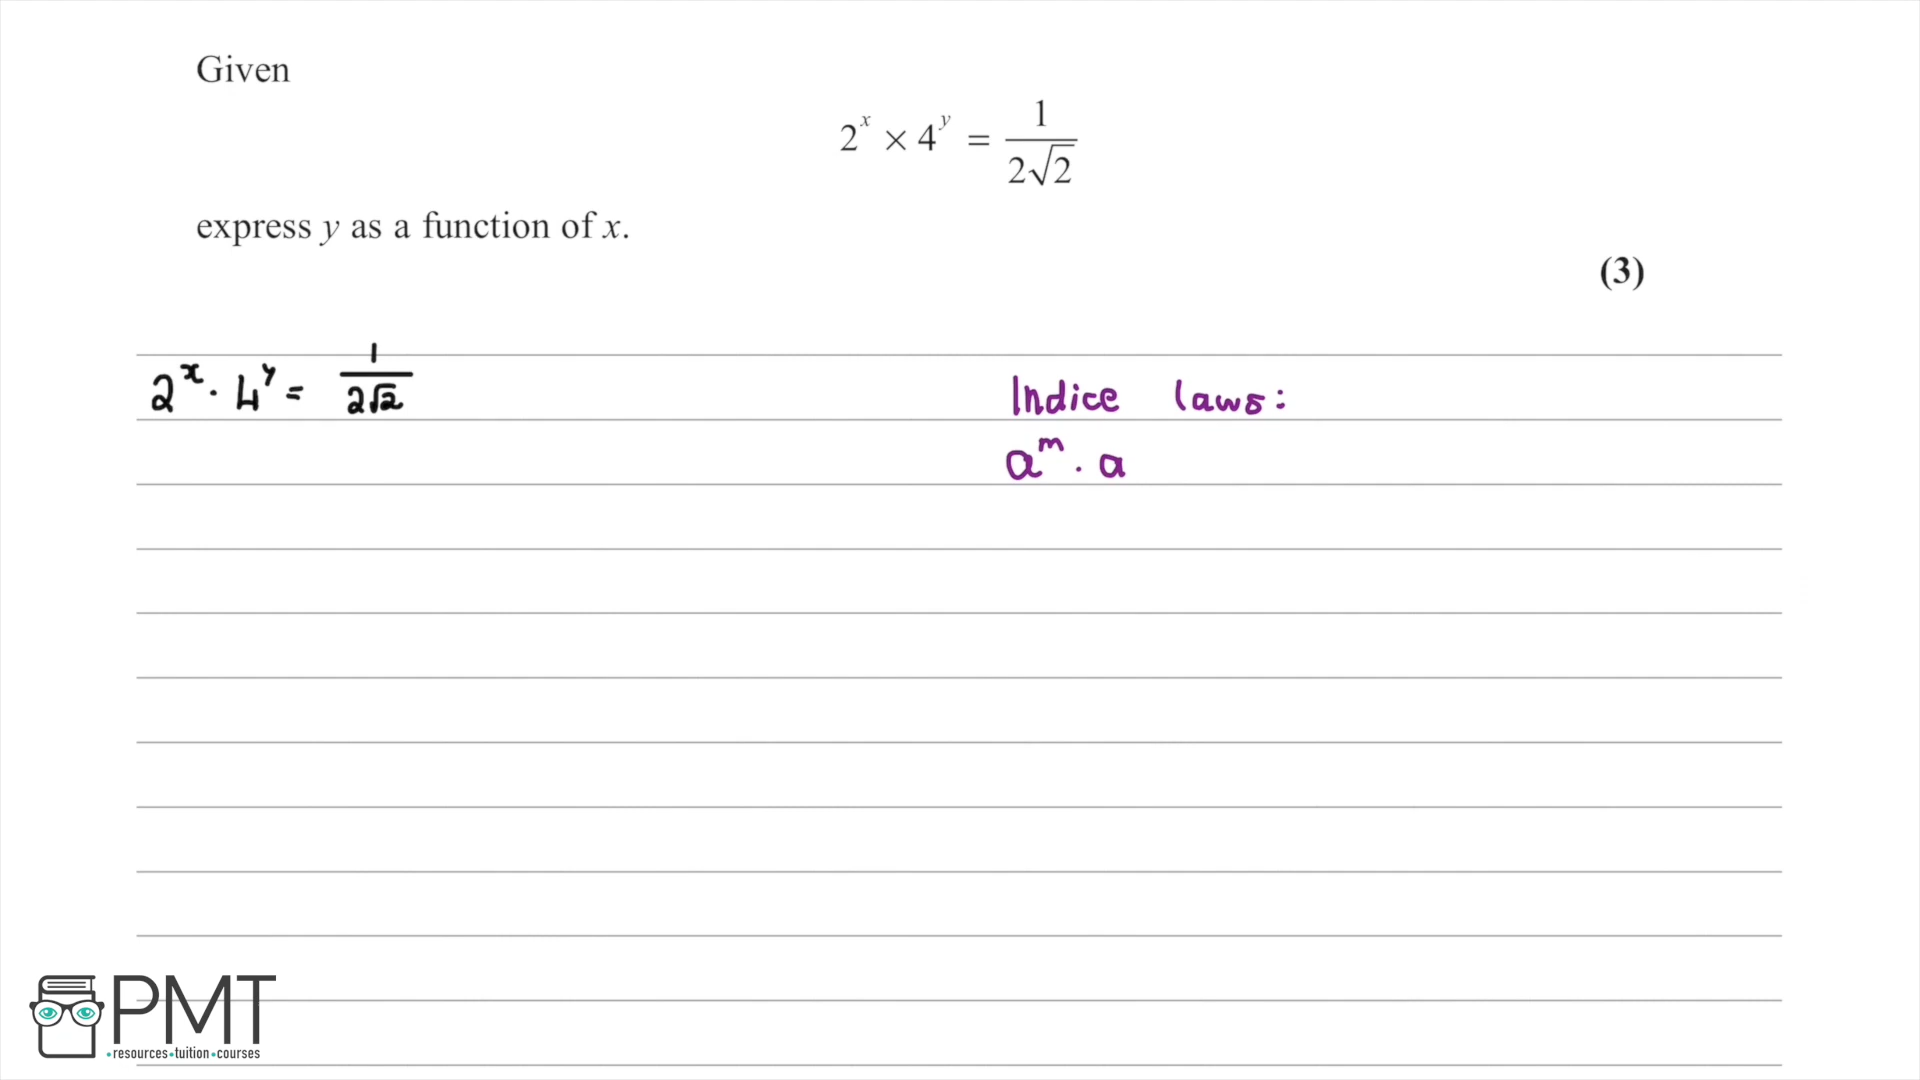 Given
2^x × 4^y = 1/(2√2)
express y as a function of x.
(3)
2^x · 4^y = 1/(2√2)
Indice laws:
a^m · a
PMT
•resources•tuition•courses